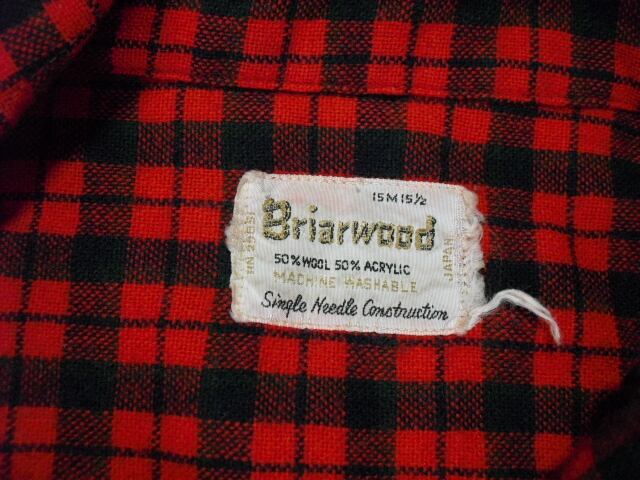 15 M 15½
Briarwood
50% WOOL 50% ACRYLIC
MACHINE WASHABLE
Single Needle Construction
JAPAN